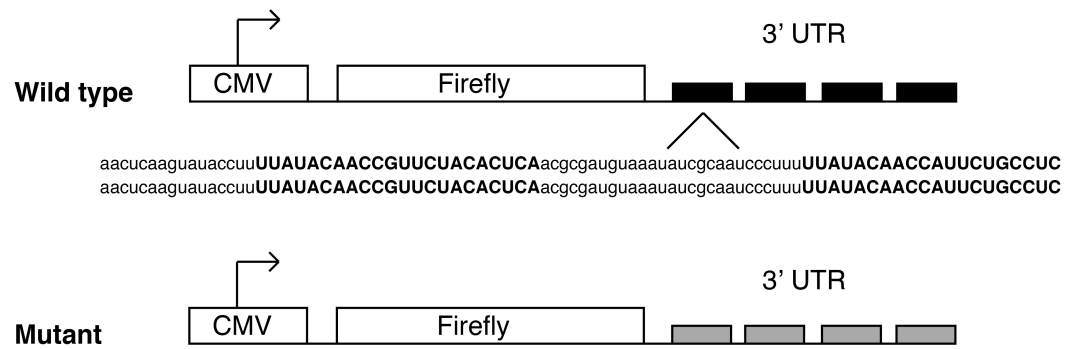 3' UTR
Wild type CMV Firefly
aacucaaguauaccuuUUAUACAACCGUUCUACACUCAacgcgauguaaauaucgcaaucccuuuUUAUACAACCAUUCUGCCUC
aacucaaguauaccuuUUAUACAACCGUUCUACACUCAacgcgauguaaauaucgcaaucccuuuUUAUACAACCAUUCUGCCUC
3' UTR
Mutant CMV Firefly